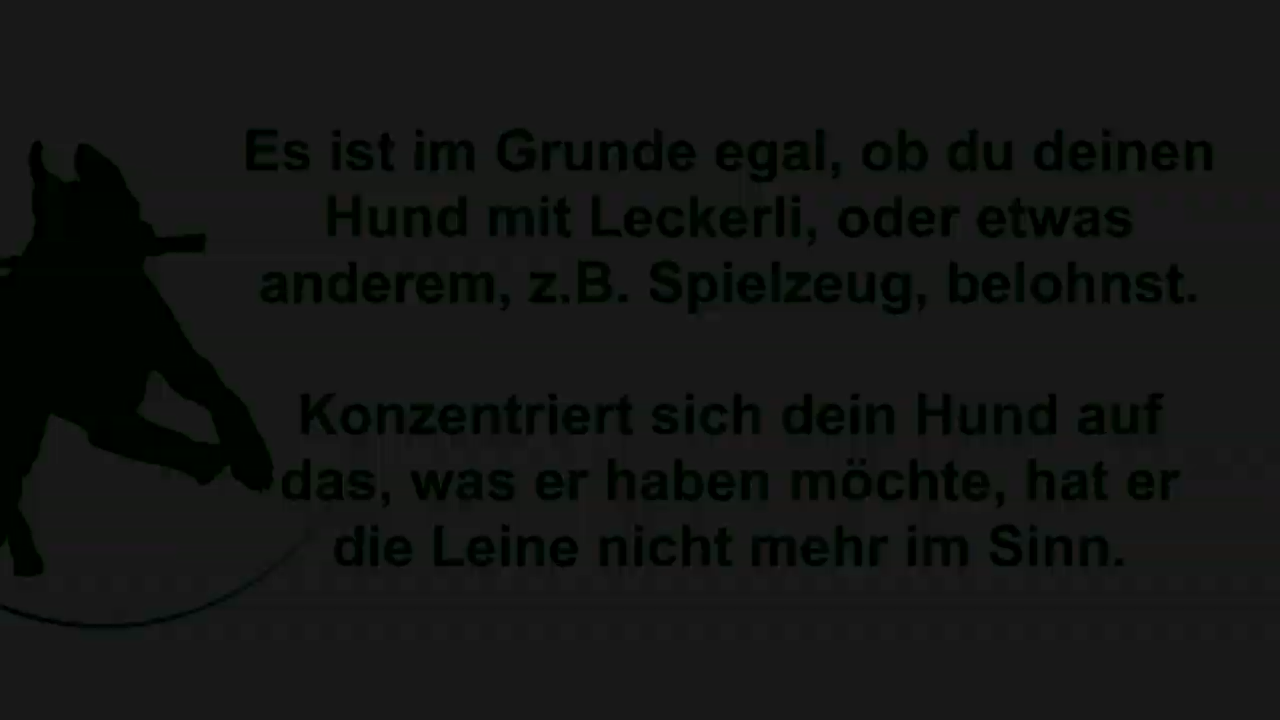 Es ist im Grunde egal, ob du deinen
Hund mit Leckerli, oder etwas
anderem, z.B. Spielzeug, belohnst.
Konzentriert sich dein Hund auf
das, was er haben möchte, hat er
die Leine nicht mehr im Sinn.